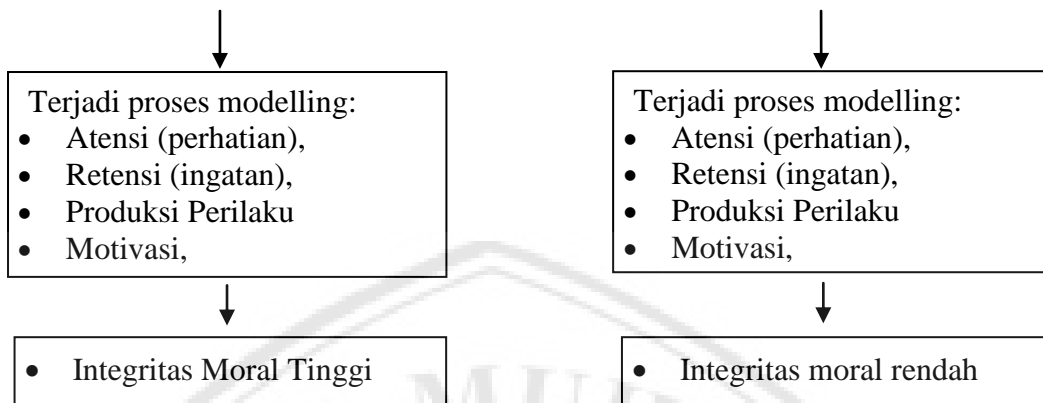 Terjadi proses modelling:
• Atensi (perhatian),
• Retensi (ingatan),
• Produksi Perilaku
• Motivasi,
• Integritas Moral Tinggi
Terjadi proses modelling:
• Atensi (perhatian),
• Retensi (ingatan),
• Produksi Perilaku
• Motivasi,
• Integritas moral rendah